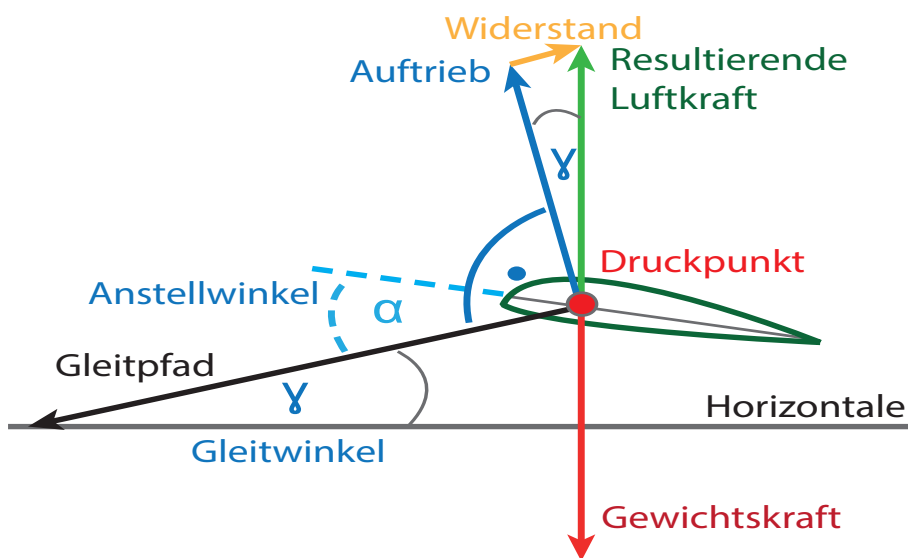 Widerstand
Auftrieb
Resultierende
Luftkraft
γ
Druckpunkt
Anstellwinkel
α
Gleitpfad
γ
Horizontale
Gleitwinkel
Gewichtskraft